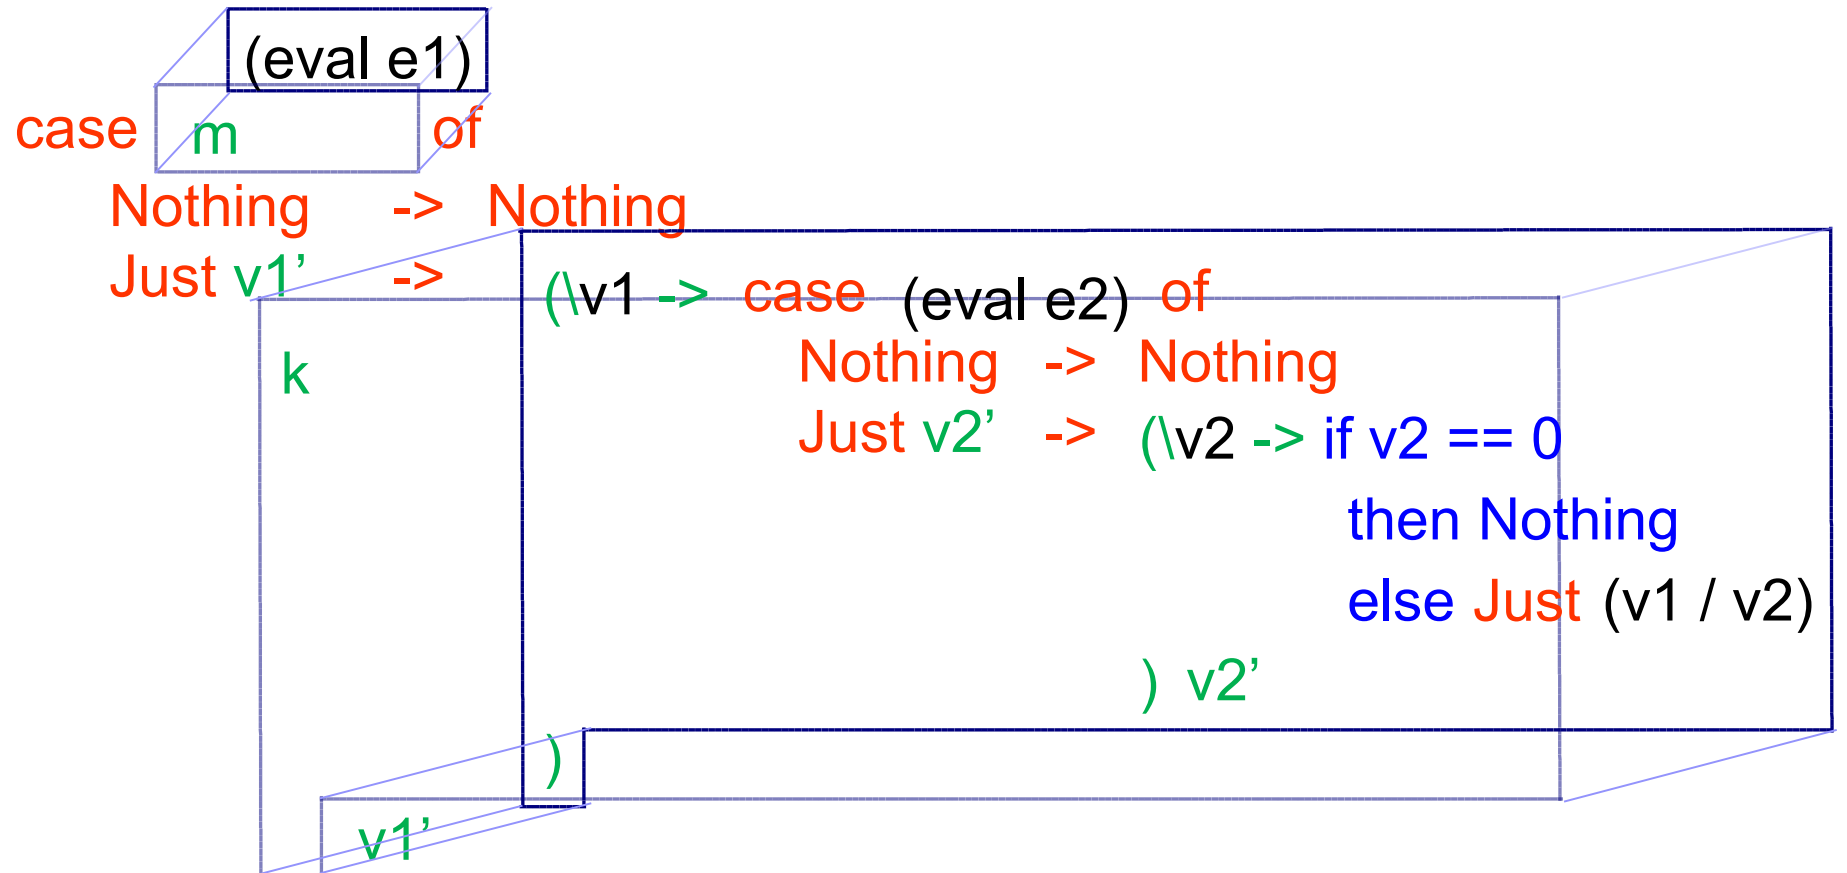 (eval e1)
case m of
Nothing -> Nothing
Just v1’ ->
(\v1 -> case (eval e2) of
k
Nothing -> Nothing
Just v2’ -> (\v2 -> if v2 == 0
then Nothing
else Just (v1 / v2)
) v2’
)
v1’